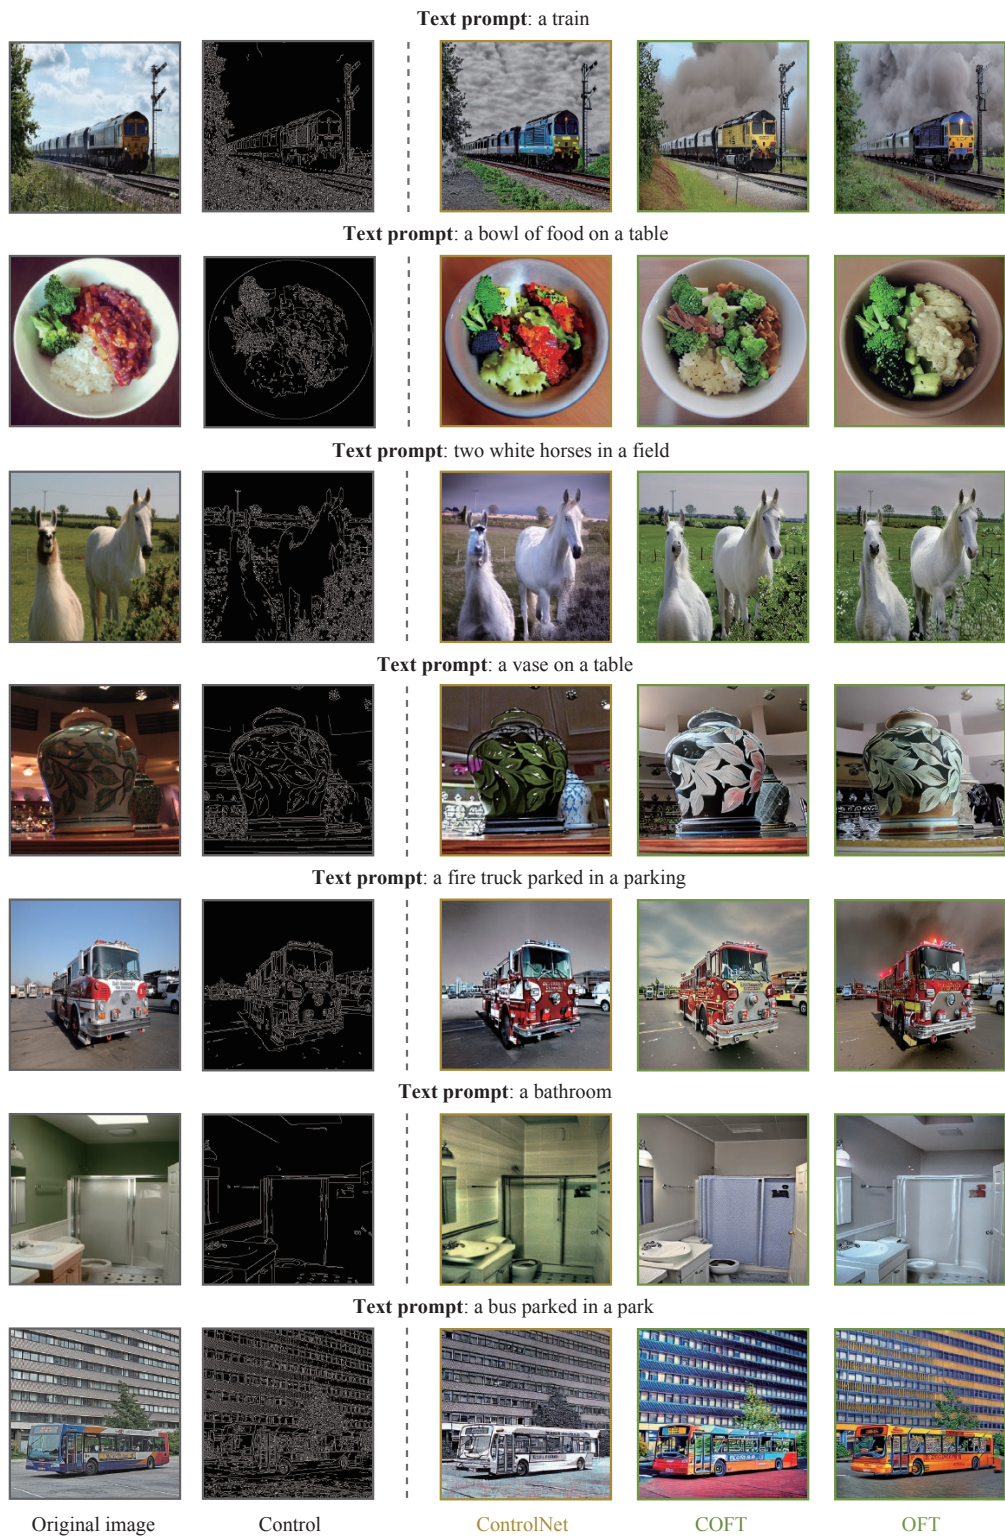 Text prompt: a train
Text prompt: a bowl of food on a table
Text prompt: two white horses in a field
Text prompt: a vase on a table
Text prompt: a fire truck parked in a parking
Text prompt: a bathroom
Text prompt: a bus parked in a park
Original image Control ControlNet COFT OFT